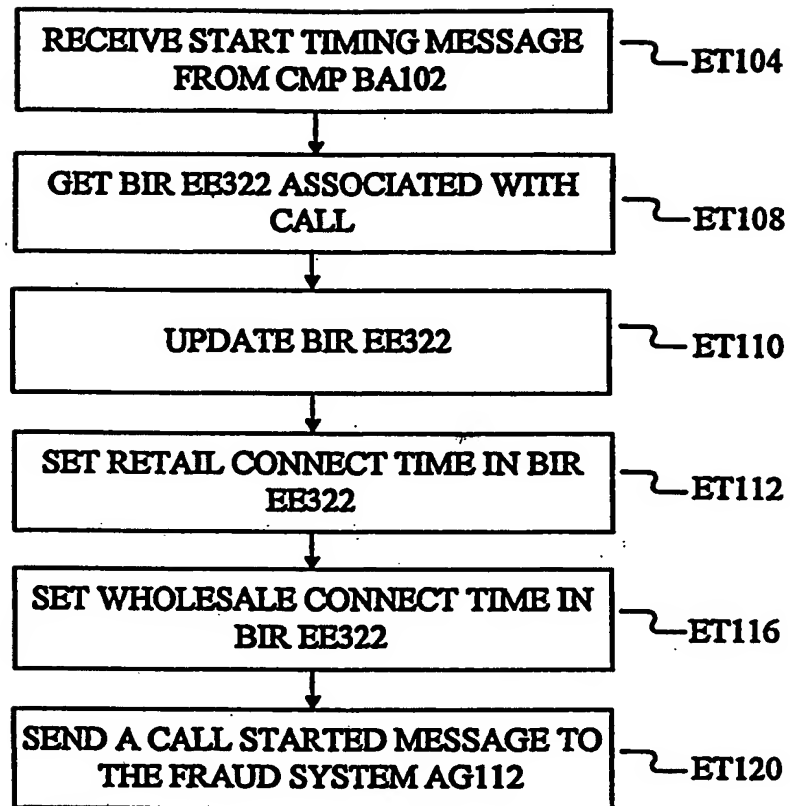 RECEIVE START TIMING MESSAGE
FROM CMP BA102
ET104
GET BIR EE322 ASSOCIATED WITH
CALL
ET108
UPDATE BIR EE322
ET110
SET RETAIL CONNECT TIME IN BIR
EE322
ET112
SET WHOLESALE CONNECT TIME IN
BIR EE322
ET116
SEND A CALL STARTED MESSAGE TO
THE FRAUD SYSTEM AG112
ET120